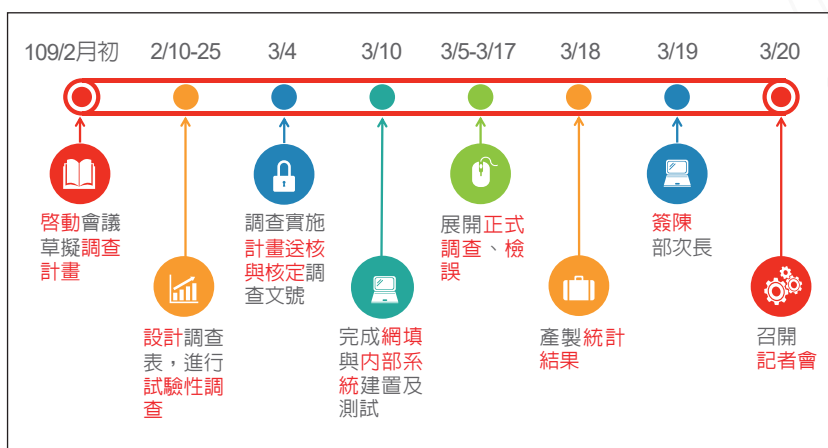 109/2月初
2/10-25
3/4
3/10
3/5-3/17
3/18
3/19
3/20
啓動會議
草擬調查
計畫
設計調查
表，進行
試驗性調
查
調查實施
計畫送核
與核定調
查文號
完成網填
與内部系
統建置及
測試
展開正式
調查、檢
誤
產製統計
結果
簽陳
部次長
召開
記者會